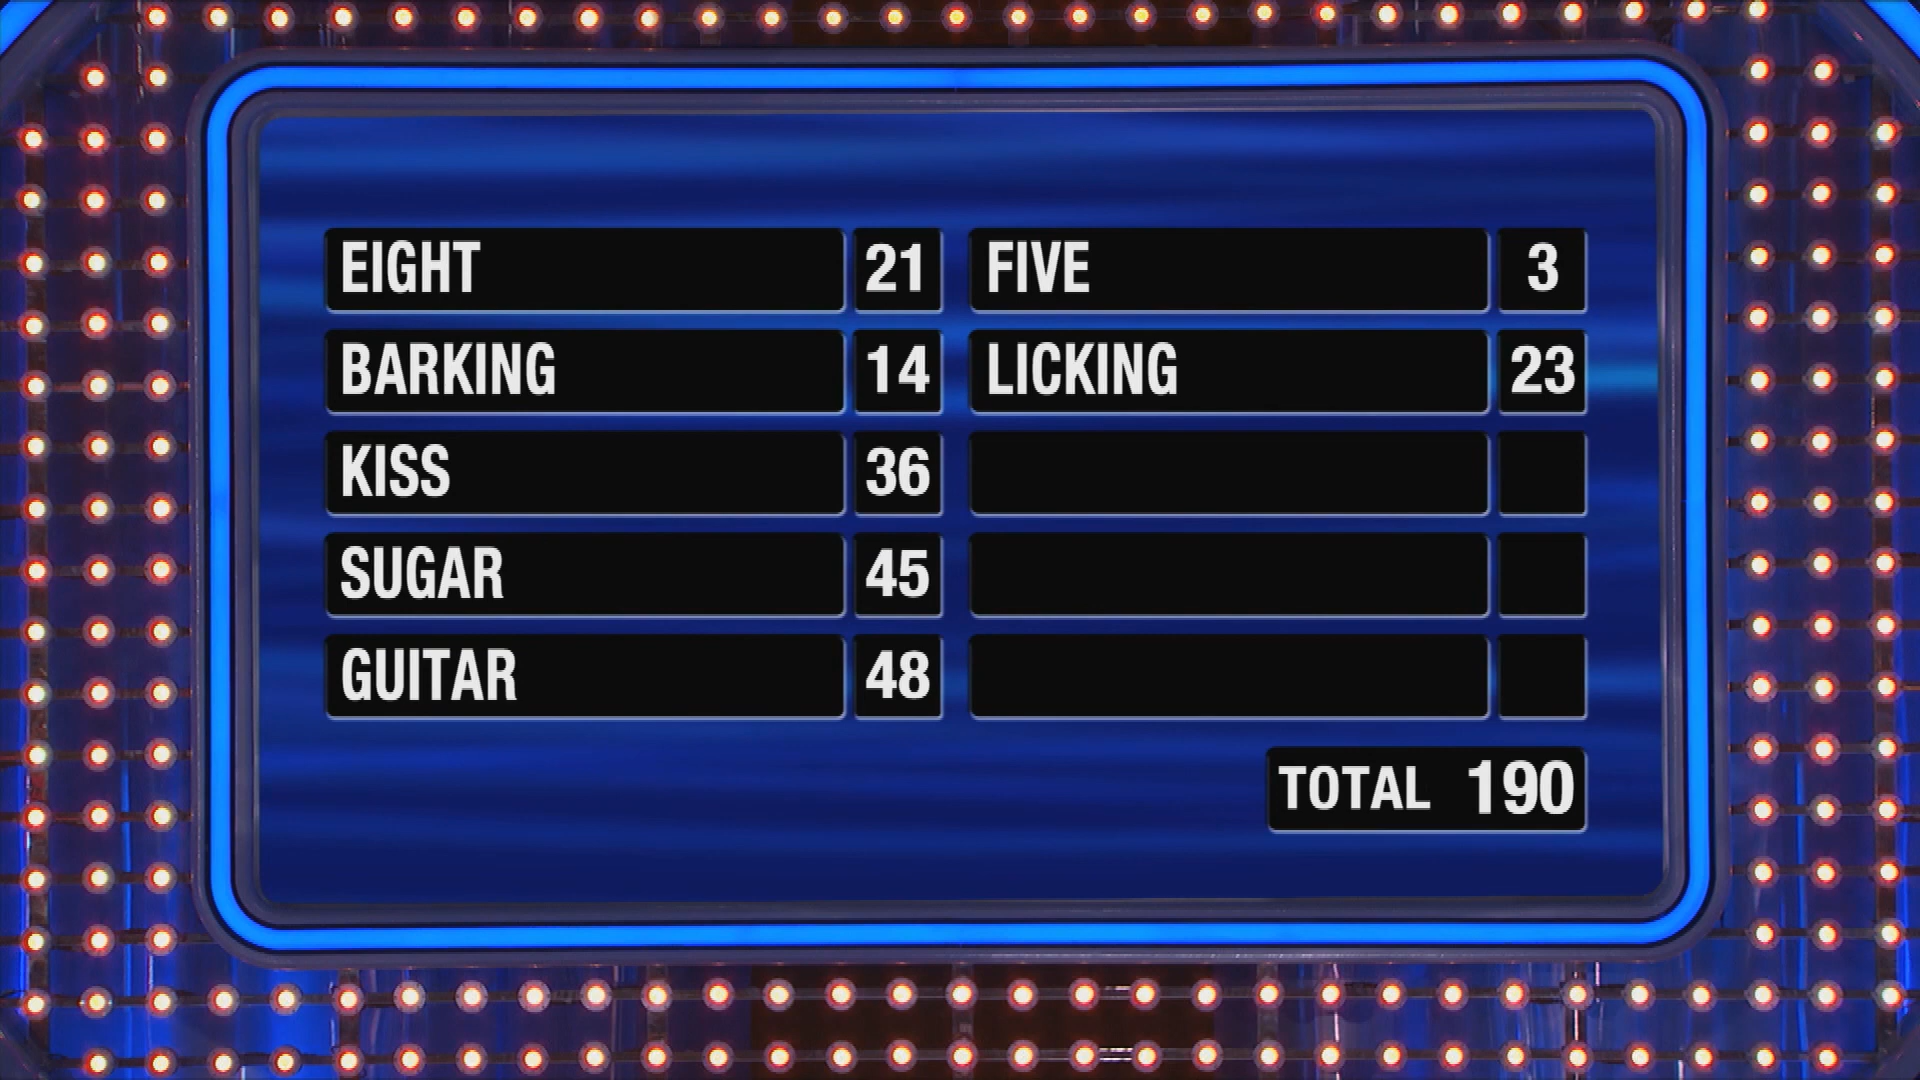 EIGHT 21 FIVE 3
BARKING 14 LICKING 23
KISS 36
SUGAR 45
GUITAR 48
TOTAL 190